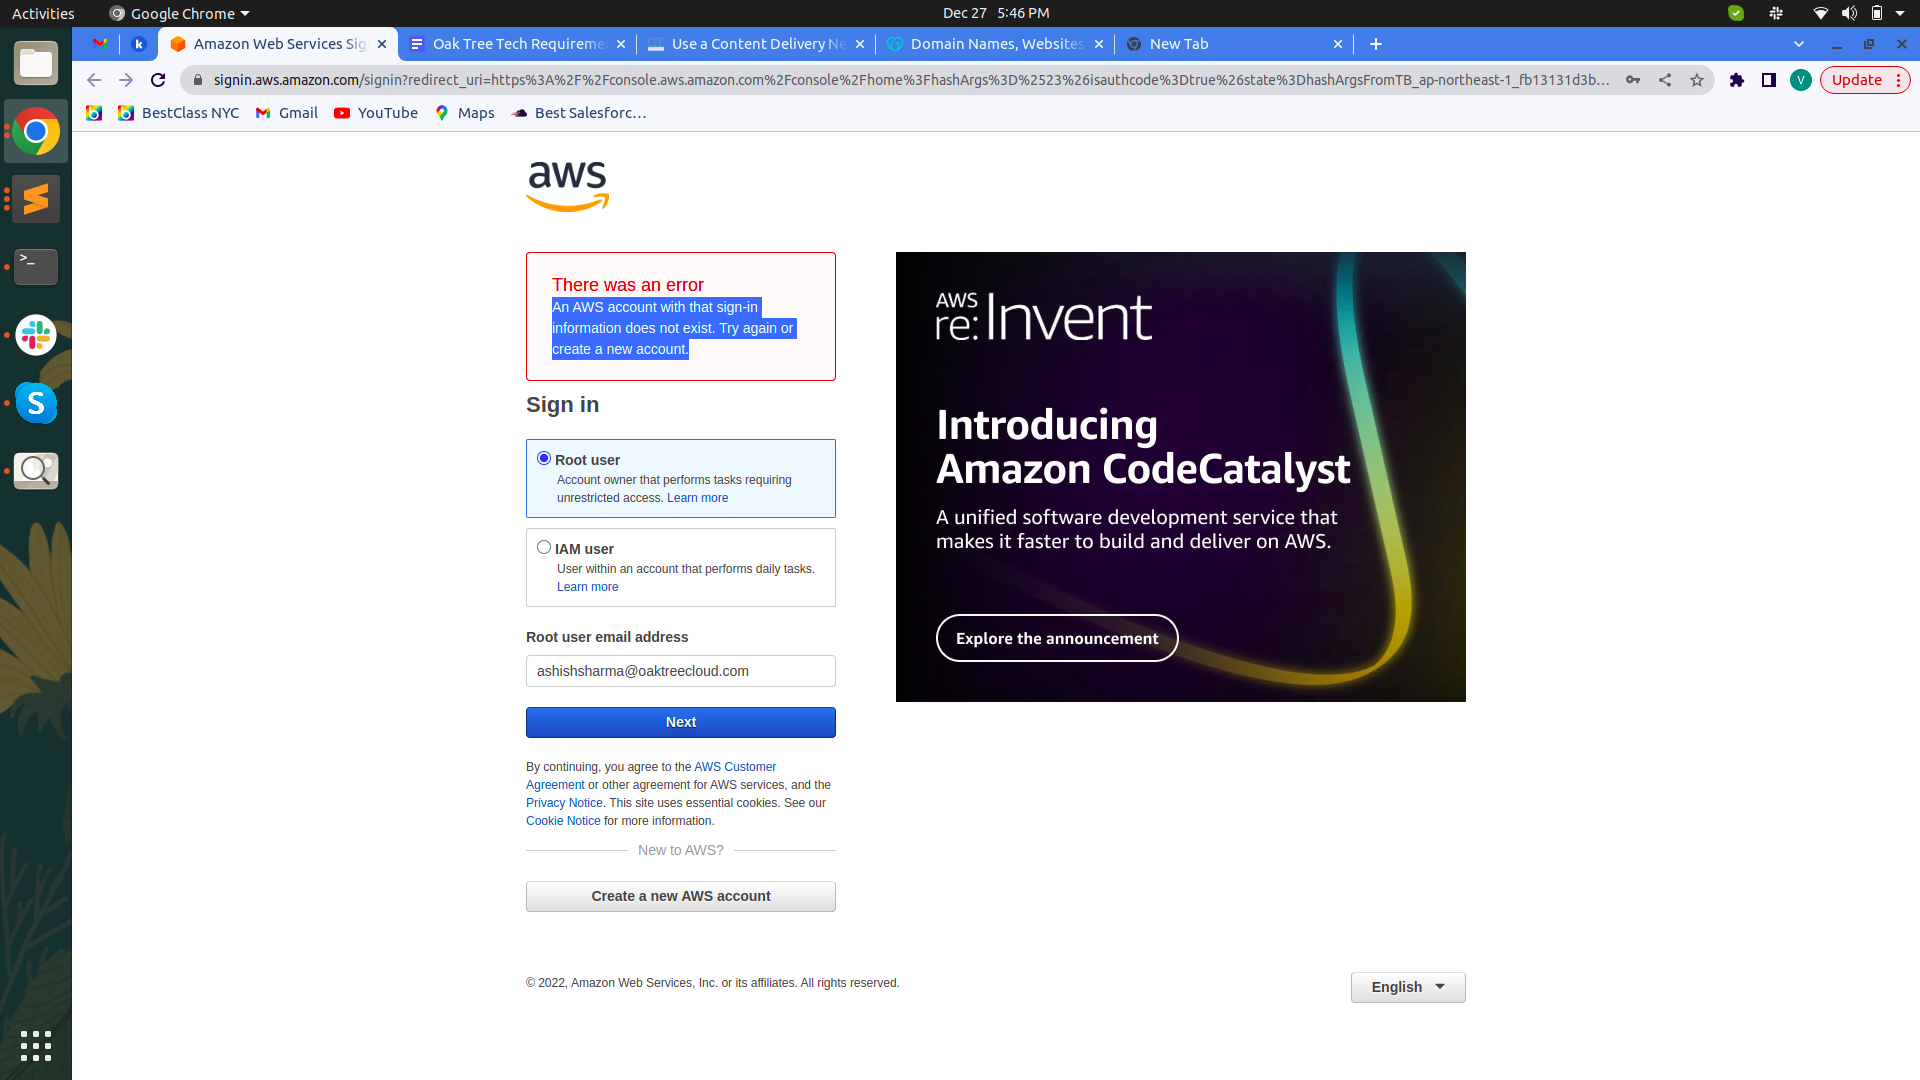 Activities
Google Chrome
Dec 27 5:46 PM
Amazon Web Services Sig
Oak Tree Tech Requireme
Use a Content Delivery Ne
Domain Names, Websites
New Tab
signin.aws.amazon.com/signin?redirect_uri=https%3A%2F%2Fconsole.aws.amazon.com%2Fconsole%2Fhome%3FhashArgs%3D%2523%26isauthcode%3Dtrue%26state%3DhashArgsFromTB_ap-northeast-1_fb13131d3b...
V
Update
BestClass NYC
Gmail
YouTube
Maps
Best Salesforc...
aws
There was an error
An AWS account with that sign-in
information does not exist. Try again or
create a new account.
Sign in
Root user
Account owner that performs tasks requiring
unrestricted access. Learn more
IAM user
User within an account that performs daily tasks.
Learn more
Root user email address
ashishsharma@oaktreecloud.com
Next
By continuing, you agree to the AWS Customer
Agreement or other agreement for AWS services, and the
Privacy Notice. This site uses essential cookies. See our
Cookie Notice for more information.
New to AWS?
Create a new AWS account
AWS
re:Invent
Introducing
Amazon CodeCatalyst
A unified software development service that
makes it faster to build and deliver on AWS.
Explore the announcement
© 2022, Amazon Web Services, Inc. or its affiliates. All rights reserved.
English